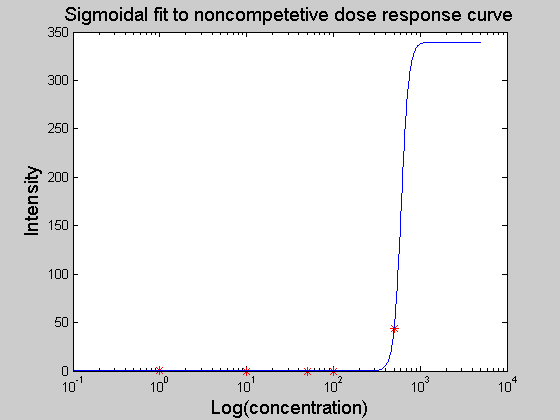 Sigmoidal fit to noncompetetive dose response curve
350
300
250
200
150
100
50
0
Intensity
10^-1 10^0 10^1 10^2 10^3 10^4
Log(concentration)